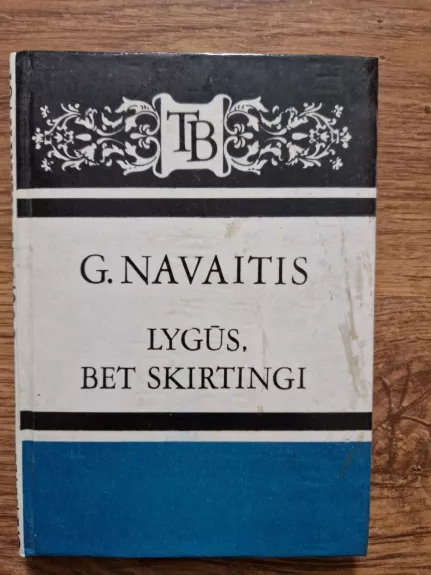 TB
G. NAVAITIS
LYGŪS,
BET SKIRTINGI